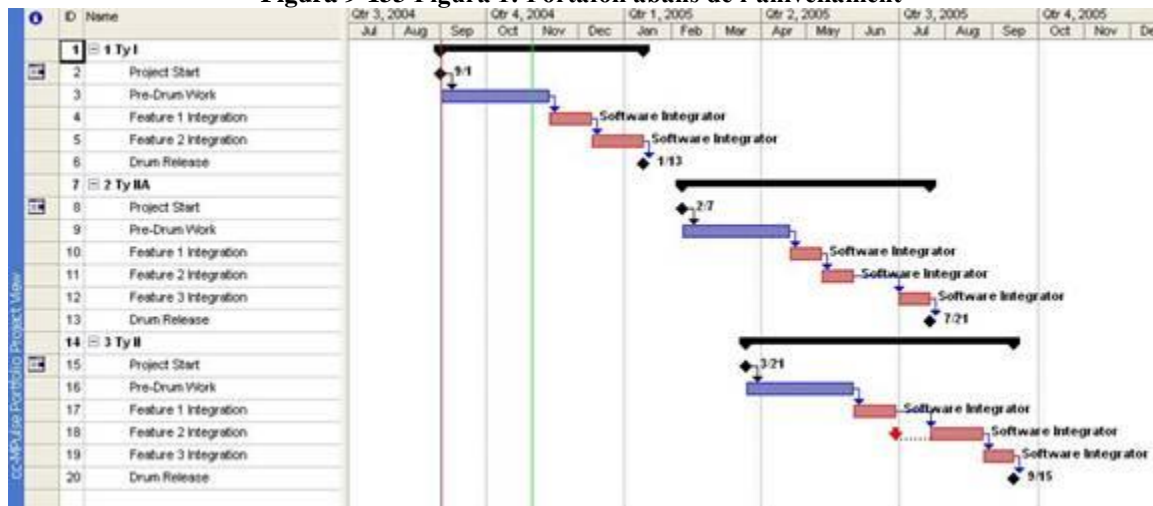 Figura 9-153 Figura 1: Portafoli abans de l'anivellament
ID Name
Qtr 3, 2004 Qtr 4, 2004 Qtr 1, 2005 Qtr 2, 2005 Qtr 3, 2005 Qtr 4, 2005
Jul Aug Sep Oct Nov Dec Jan Feb Mar Apr May Jun Jul Aug Sep Oct Nov De
1 1 Ty I
2 Project Start 9/1
3 Pre-Drum Work
4 Feature 1 Integration Software Integrator
5 Feature 2 Integration Software Integrator
6 Drum Release 1/13
7 2 Ty IIA
8 Project Start 2/7
9 Pre-Drum Work
10 Feature 1 Integration Software Integrator
11 Feature 2 Integration Software Integrator
12 Feature 3 Integration Software Integrator
13 Drum Release 7/21
14 3 Ty II
15 Project Start 3/21
16 Pre-Drum Work
17 Feature 1 Integration Software Integrator
18 Feature 2 Integration Software Integrator
19 Feature 3 Integration Software Integrator
20 Drum Release 9/15
cc-MPulse Portfolio Project View